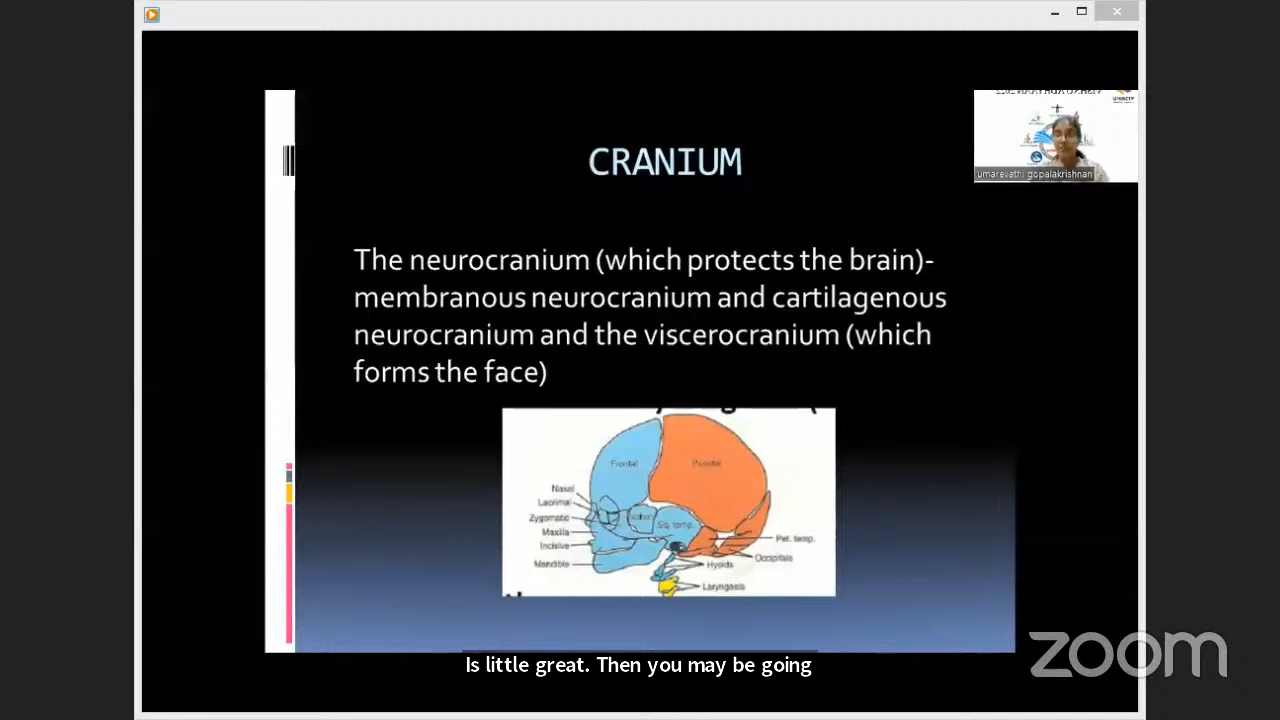 CRANIUM
umarevathi gopalakrishnan
The neurocranium (which protects the brain)-
membranous neurocranium and cartilagenous
neurocranium and the viscerocranium (which
forms the face)
Frontal
Parietal
Nasal
Lacrimal
Zygomatic
Sq. temp.
Maxilla
Incisive
Mandible
Pet. temp.
Occipitals
Hyoids
Laryngeals
Is little great. Then you may be going
zoom